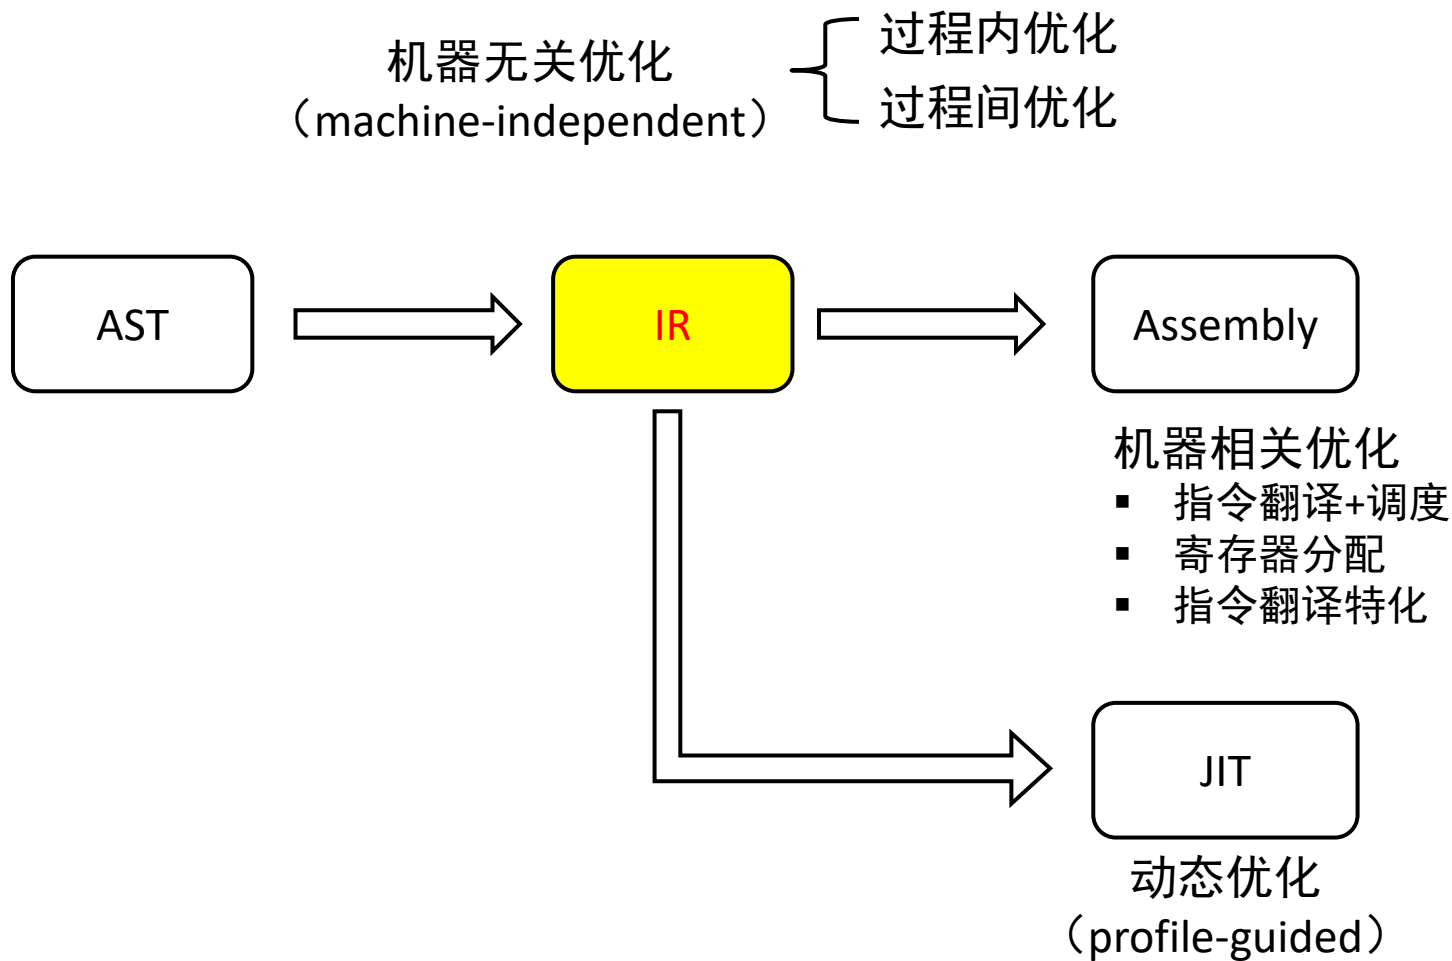 机器无关优化
（machine-independent）
过程内优化
过程间优化
AST
IR
Assembly
机器相关优化
▪ 指令翻译+调度
▪ 寄存器分配
▪ 指令翻译特化
JIT
动态优化
（profile-guided）